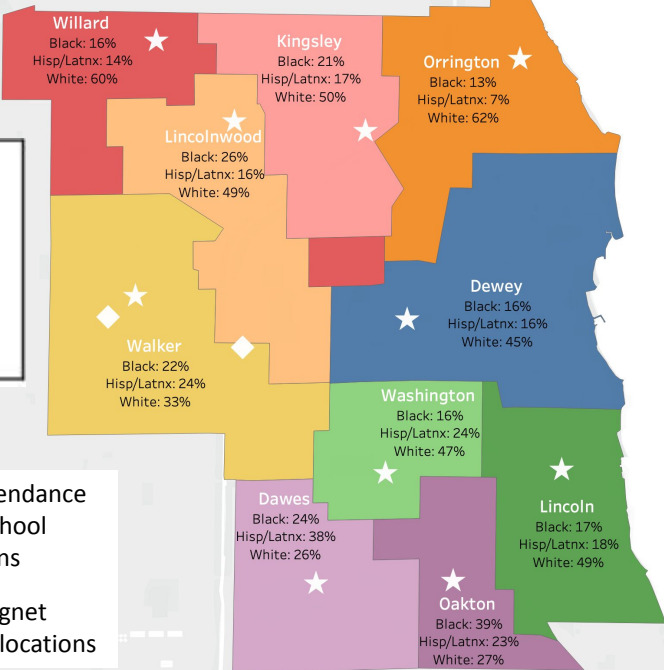 Willard
Black: 16%
Hisp/Latnx: 14%
White: 60%
Kingsley
Black: 21%
Hisp/Latnx: 17%
White: 50%
Orrington
Black: 13%
Hisp/Latnx: 7%
White: 62%
Lincolnwood
Black: 26%
Hisp/Latnx: 16%
White: 49%
Dewey
Black: 16%
Hisp/Latnx: 16%
White: 45%
Walker
Black: 22%
Hisp/Latnx: 24%
White: 33%
Washington
Black: 16%
Hisp/Latnx: 24%
White: 47%
Dawes
Black: 24%
Hisp/Latnx: 38%
White: 26%
Lincoln
Black: 17%
Hisp/Latnx: 18%
White: 49%
Oakton
Black: 39%
Hisp/Latnx: 23%
White: 27%
endance
hool
ns
gnet
locations